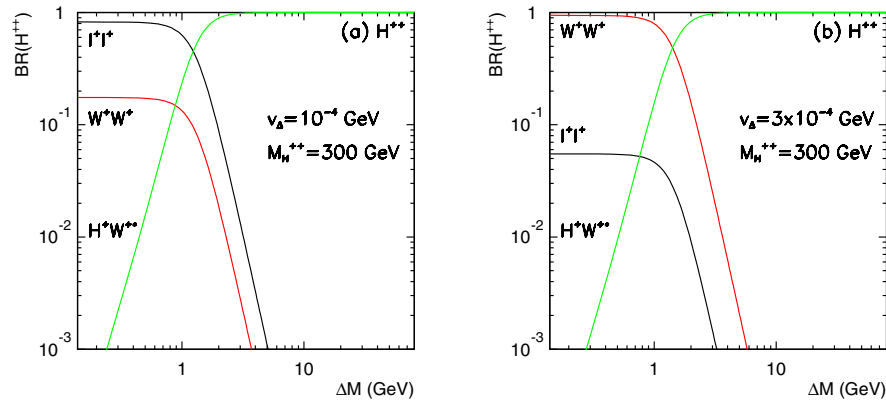 BR(H⁺⁺)
1
10⁻¹
10⁻²
10⁻³
(a) H⁺⁺
l⁺l⁺
W⁺W⁺
v_Δ=10⁻⁴ GeV
M_H⁺⁺=300 GeV
H⁺W⁺*
1
10
ΔM (GeV)
BR(H⁺⁺)
1
10⁻¹
10⁻²
10⁻³
W⁺W⁺
(b) H⁺⁺
v_Δ=3x10⁻⁴ GeV
l⁺l⁺
M_H⁺⁺=300 GeV
H⁺W⁺*
1
10
ΔM (GeV)